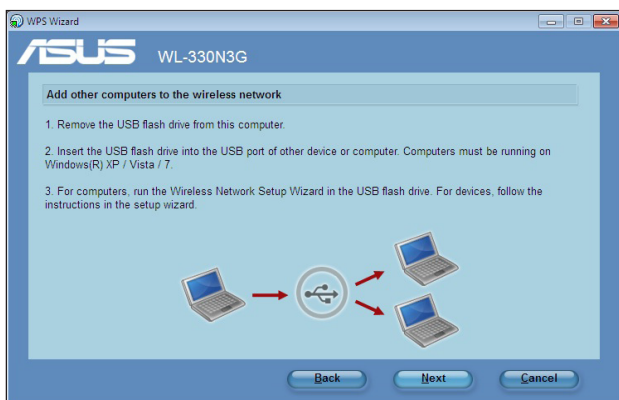 WPS Wizard
ASUS WL-330N3G
Add other computers to the wireless network
1. Remove the USB flash drive from this computer.
2. Insert the USB flash drive into the USB port of other device or computer. Computers must be running on
Windows(R) XP / Vista / 7.
3. For computers, run the Wireless Network Setup Wizard in the USB flash drive. For devices, follow the
instructions in the setup wizard.
Back Next Cancel